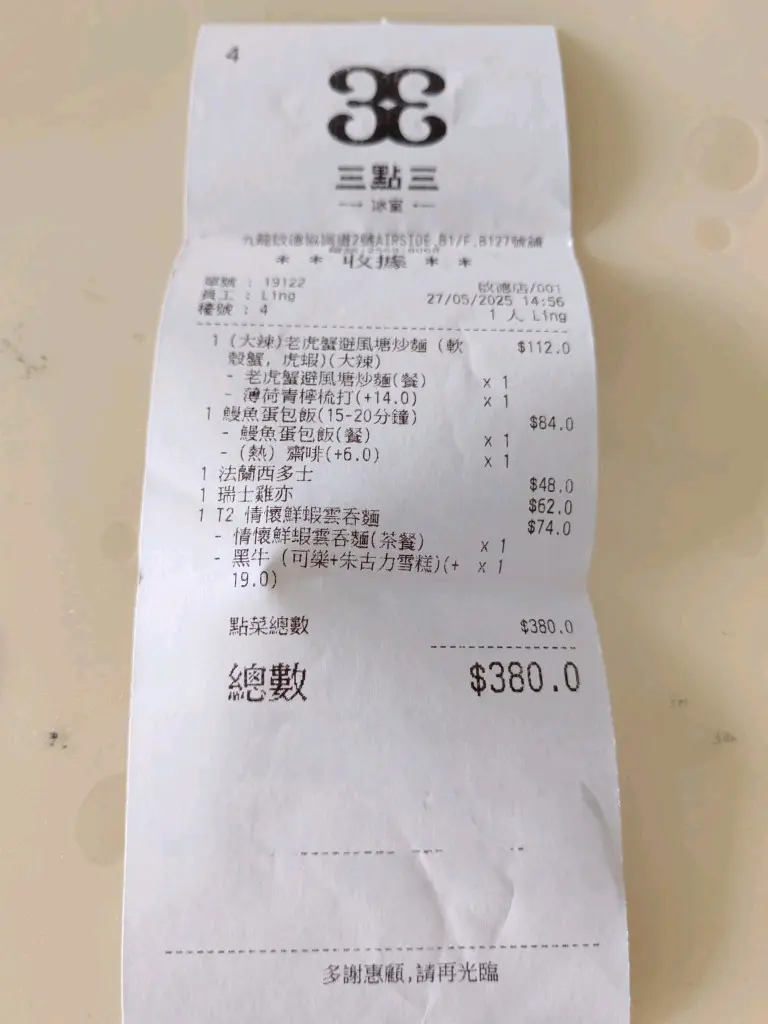 4
三點三
冰室
九龍啟德協調道2號AIRSIDE,B1/F,B127號舖
* * 收據 * *
單號 : 19122
啟德店/001
員工 : Ling
27/05/2025 14:56
檯號 : 4
1 人 Ling
1 (大辣)老虎蟹避風塘炒麵 (軟 $112.0
殼蟹, 虎蝦)(大辣)
- 老虎蟹避風塘炒麵(餐) x 1
- 薄荷青檸梳打(+14.0) x 1
1 鰻魚蛋包飯(15-20分鐘) $84.0
- 鰻魚蛋包飯(餐) x 1
- (熱) 齋啡(+6.0) x 1
1 法蘭西多士 $48.0
1 瑞士雞亦 $62.0
1 T2 情懷鮮蝦雲吞麵 $74.0
- 情懷鮮蝦雲吞麵(茶餐) x 1
- 黑牛 (可樂+朱古力雪糕)(+ x 1
19.0)
點菜總數 $380.0
總數 $380.0
多謝惠顧,請再光臨